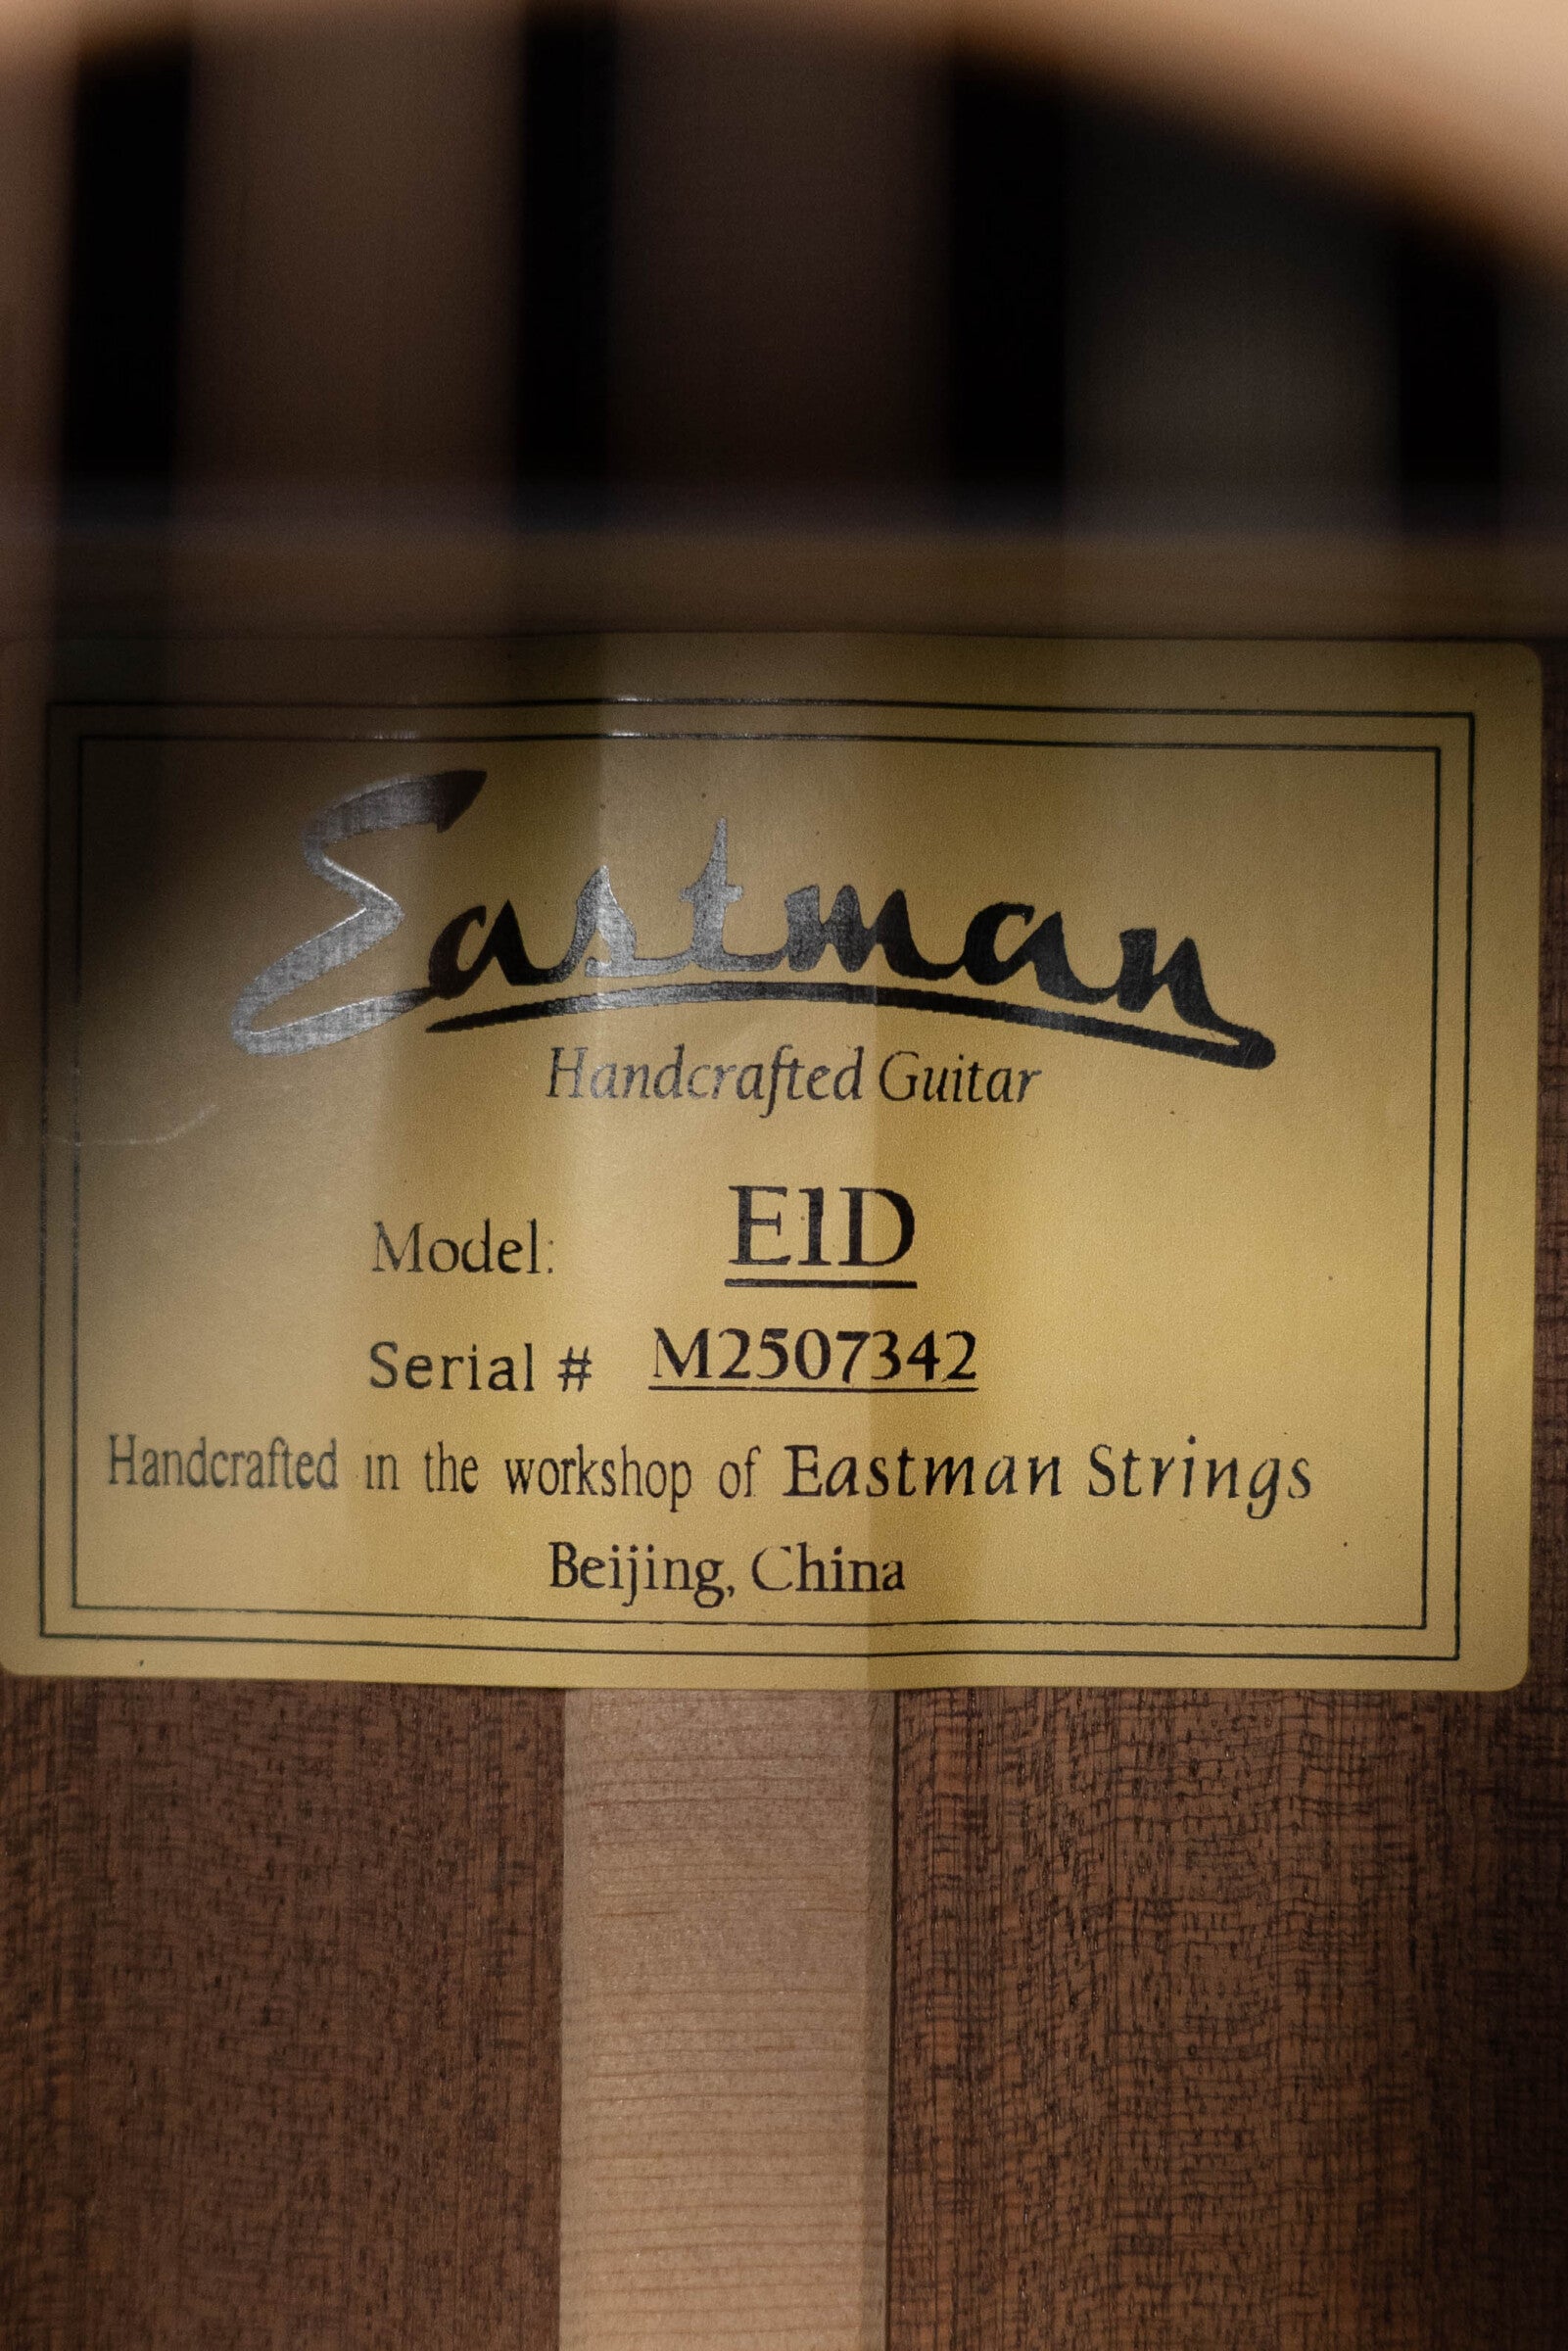 Eastman
Handcrafted Guitar
Model: E1D
Serial # M2507342
Handcrafted in the workshop of Eastman Strings
Beijing, China